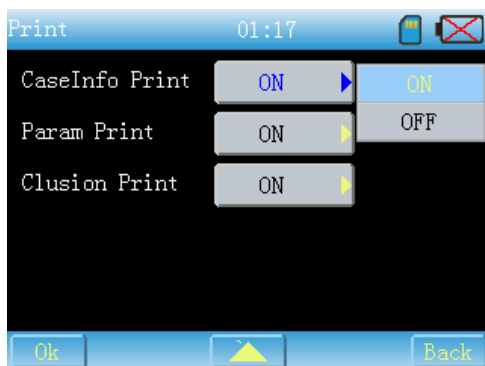 Print 01:17
CaseInfo Print ON ON
Param Print ON OFF
Clusion Print ON
Ok Back